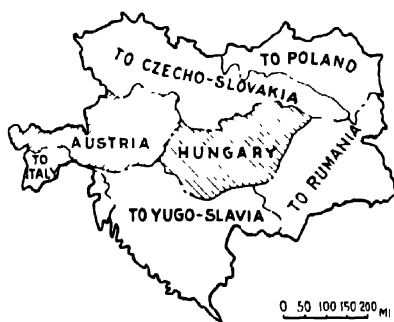 TO POLAND
TO CZECHO-SLOVAKIA
AUSTRIA
HUNGARY
TO RUMANIA
TO
ITALY
TO YUGO-SLAVIA
0 50 100 150 200 MI